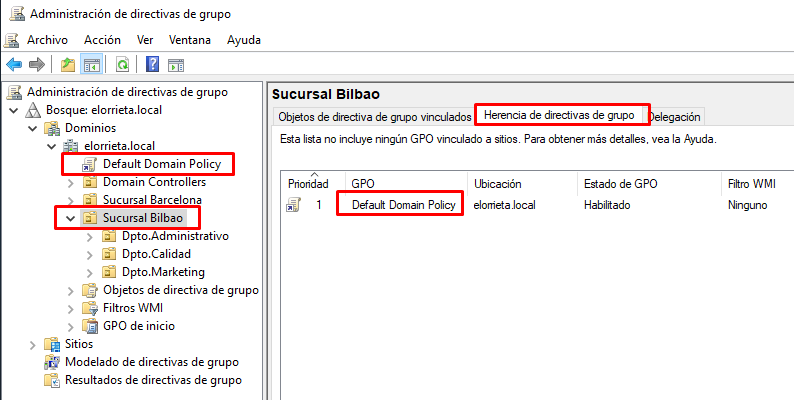 Administración de directivas de grupo
Archivo Acción Ver Ventana Ayuda
Administración de directivas de grupo
Bosque: elorrieta.local
Dominios
elorrieta.local
Default Domain Policy
Domain Controllers
Sucursal Barcelona
Sucursal Bilbao
Dpto.Administrativo
Dpto.Calidad
Dpto.Marketing
Objetos de directiva de grupo
Filtros WMI
GPO de inicio
Sitios
Modelado de directivas de grupo
Resultados de directivas de grupo
Sucursal Bilbao
Objetos de directiva de grupo vinculados Herencia de directivas de grupo Delegación
Esta lista no incluye ningún GPO vinculado a sitios. Para obtener más detalles, vea la Ayuda.
Prioridad GPO Ubicación Estado de GPO Filtro WMI
1 Default Domain Policy elorrieta.local Habilitado Ninguno